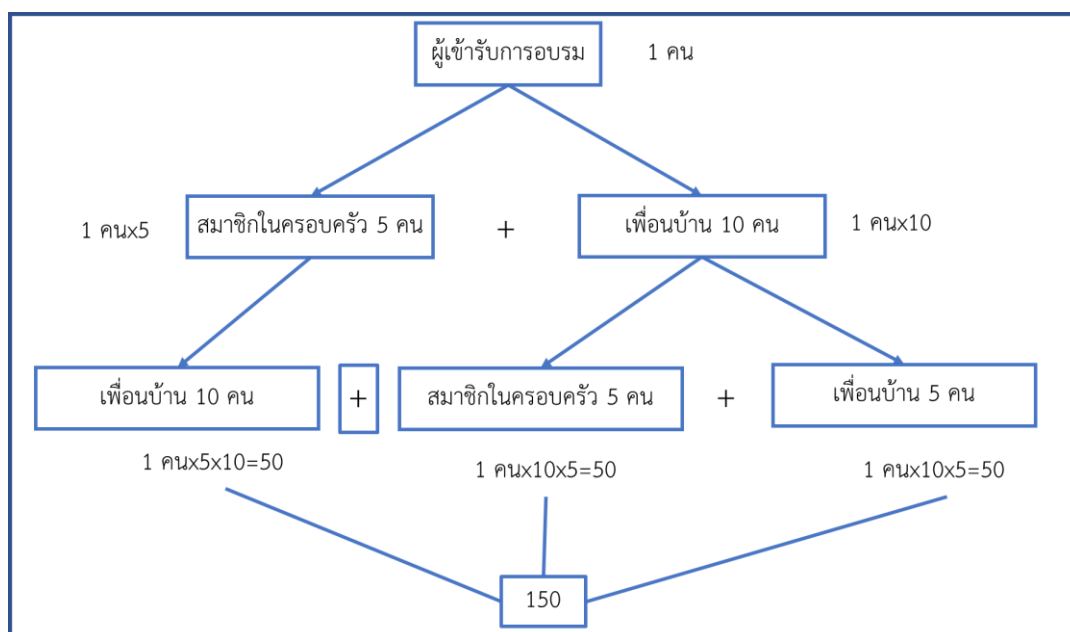 ผู้เข้ารับการอบรม 1 คน
1 คนx5 สมาชิกในครอบครัว 5 คน + เพื่อนบ้าน 10 คน 1 คนx10
เพื่อนบ้าน 10 คน + สมาชิกในครอบครัว 5 คน + เพื่อนบ้าน 5 คน
1 คนx5x10=50 1 คนx10x5=50 1 คนx10x5=50
150